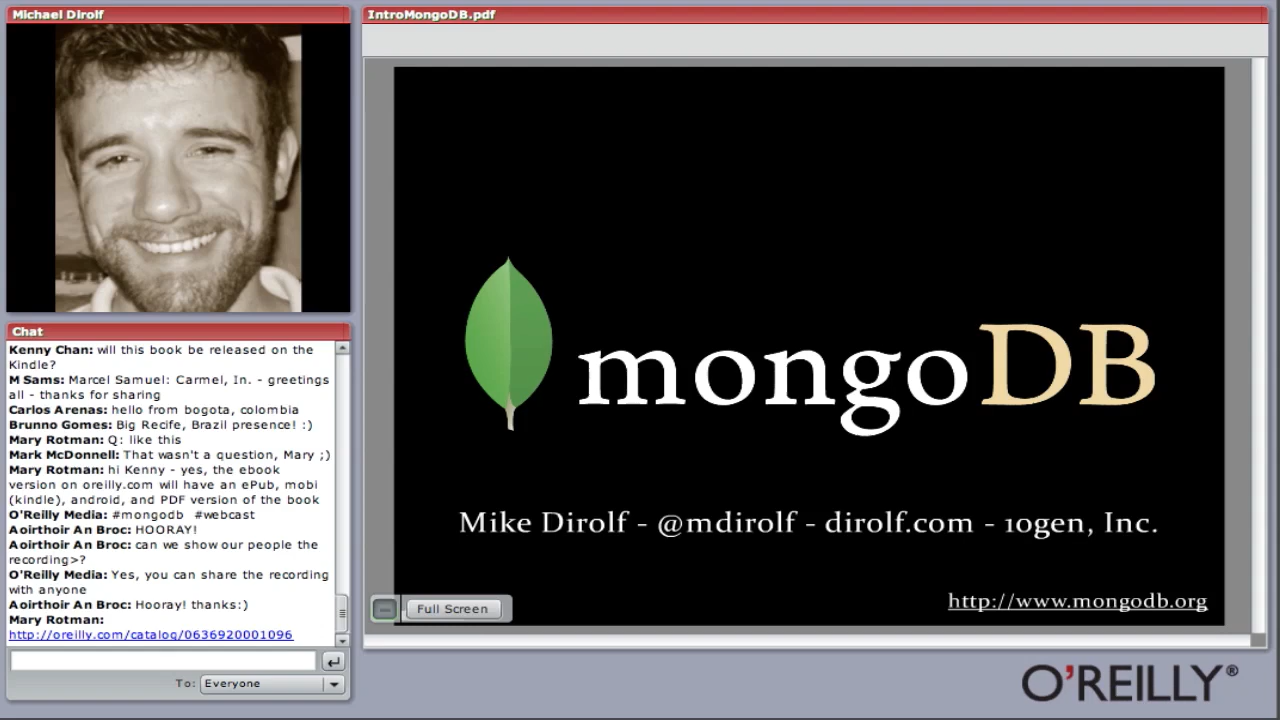 Michael Dirolf
Chat
Kenny Chan: will this book be released on the
Kindle?
M Sams: Marcel Samuel: Carmel, In. - greetings
all - thanks for sharing
Carlos Arenas: hello from bogota, colombia
Brunno Gomes: Big Recife, Brazil presence! :)
Mary Rotman: Q: like this
Mark McDonnell: That wasn't a question, Mary ;)
Mary Rotman: hi Kenny - yes, the ebook
version on oreilly.com will have an ePub, mobi
(kindle), android, and PDF version of the book
O'Reilly Media: #mongodb #webcast
Aoirthoir An Broc: HOORAY!
Aoirthoir An Broc: can we show our people the
recording>?
O'Reilly Media: Yes, you can share the recording
with anyone
Aoirthoir An Broc: Hooray! thanks:)
Mary Rotman:
http://oreilly.com/catalog/0636920001096
To: Everyone
IntroMongoDB.pdf
mongoDB
Mike Dirolf - @mdirolf - dirolf.com - 10gen, Inc.
http://www.mongodb.org
Full Screen
O'REILLY®